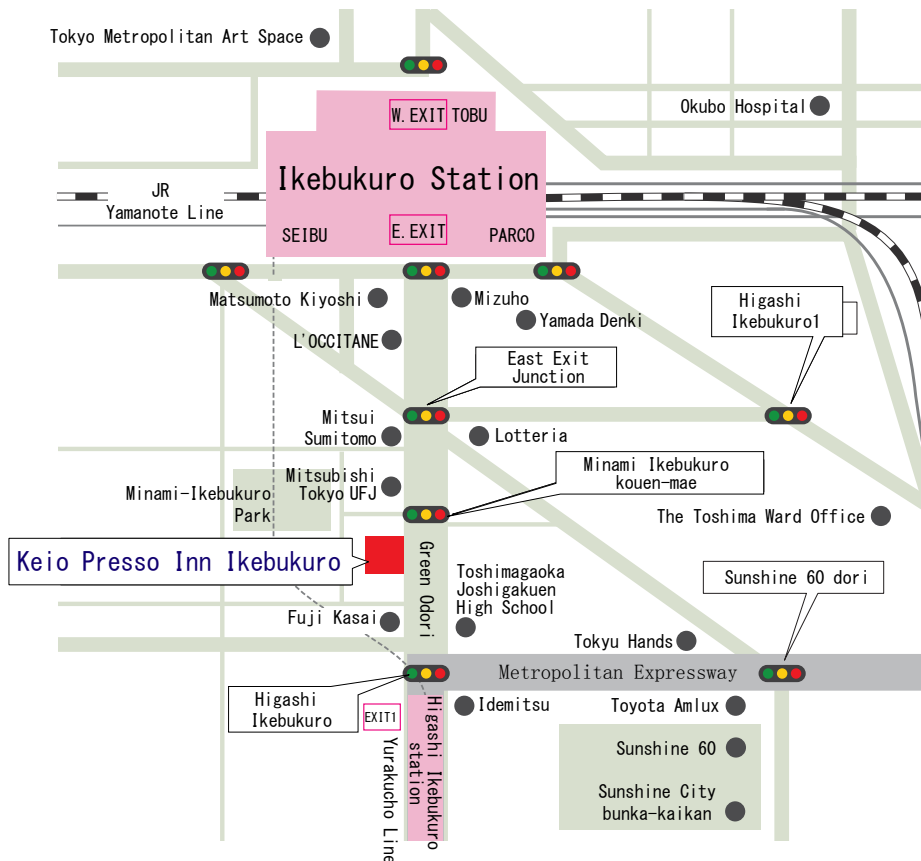 Tokyo Metropolitan Art Space
Okubo Hospital
W.EXIT
TOBU
Ikebukuro Station
JR
Yamanote Line
E.EXIT
SEIBU
PARCO
Matsumoto Kiyoshi
Mizuho
Yamada Denki
Higashi
Ikebukuro1
L'OCCITANE
East Exit
Junction
Mitsui
Sumitomo
Lotteria
Mitsubishi
Tokyo UFJ
Minami Ikebukuro
kouen-mae
Minami-Ikebukuro
Park
The Toshima Ward Office
Keio Presso Inn Ikebukuro
Green Odori
Toshimagaoka
Joshigakuen
High School
Sunshine 60 dori
Fuji Kasai
Tokyu Hands
Metropolitan Expressway
Higashi
Ikebukuro
EXIT1
Higashi Ikebukuro
station
Yurakucho Line
Idemitsu
Toyota Amlux
Sunshine 60
Sunshine City
bunka-kaikan